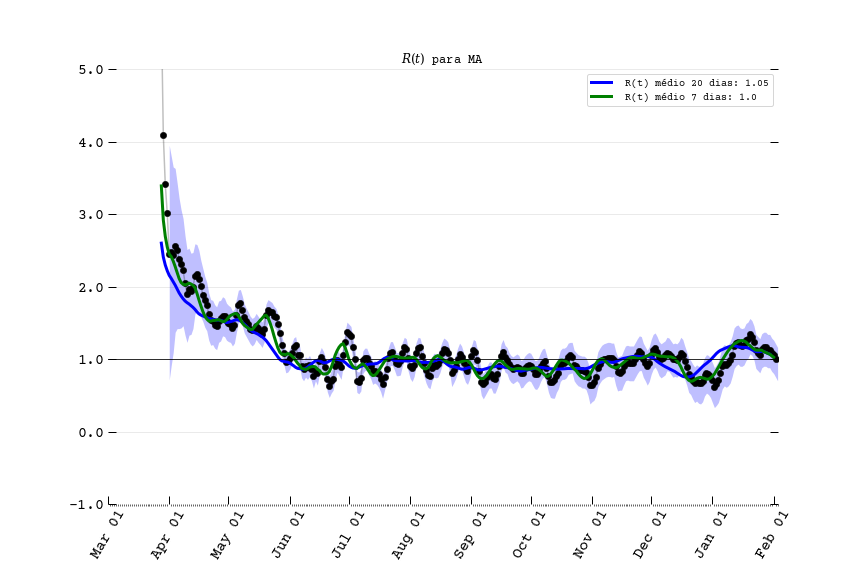 R(t) para MA
R(t) médio 20 dias: 1.05
R(t) médio 7 dias: 1.0
5.0
4.0
3.0
2.0
1.0
0.0
-1.0
Mar 01
Apr 01
May 01
Jun 01
Jul 01
Aug 01
Sep 01
Oct 01
Nov 01
Dec 01
Jan 01
Feb 01